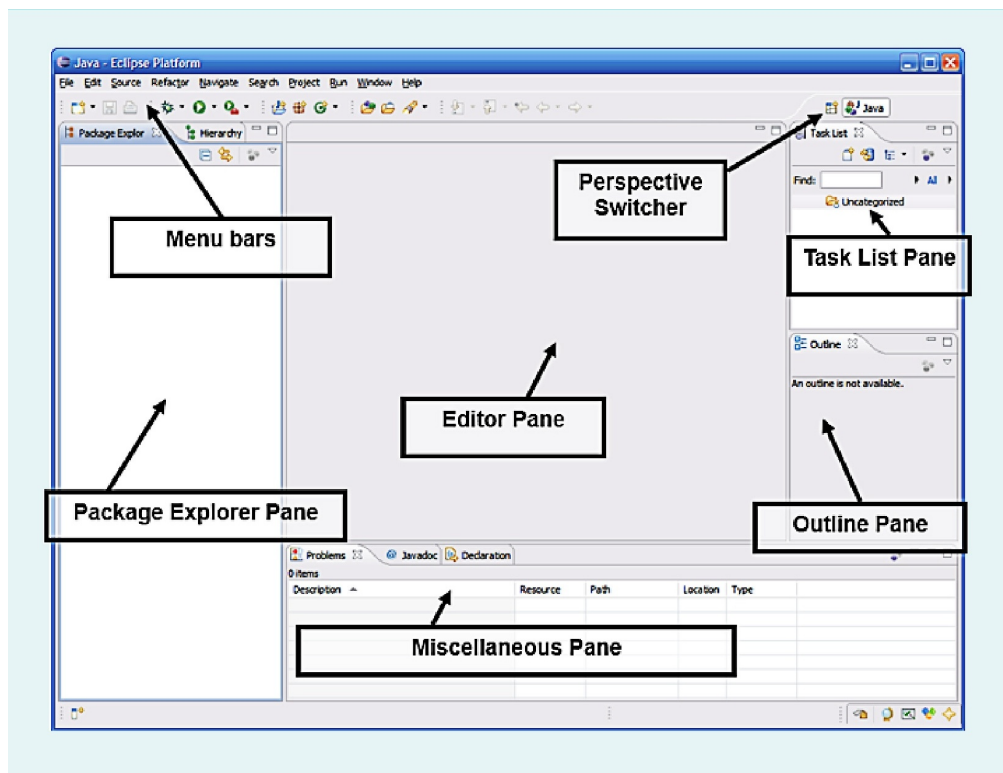 Java - Eclipse Platform
File Edit Source Refactor Navigate Search Project Run Window Help
Java
Package Explor
Hierarchy
Task List
Find:
All
Uncategorized
Perspective
Switcher
Menu bars
Task List Pane
Outline
An outline is not available.
Editor Pane
Package Explorer Pane
Outline Pane
Problems
Javadoc
Declaration
0 items
Description Resource Path Location Type
Miscellaneous Pane